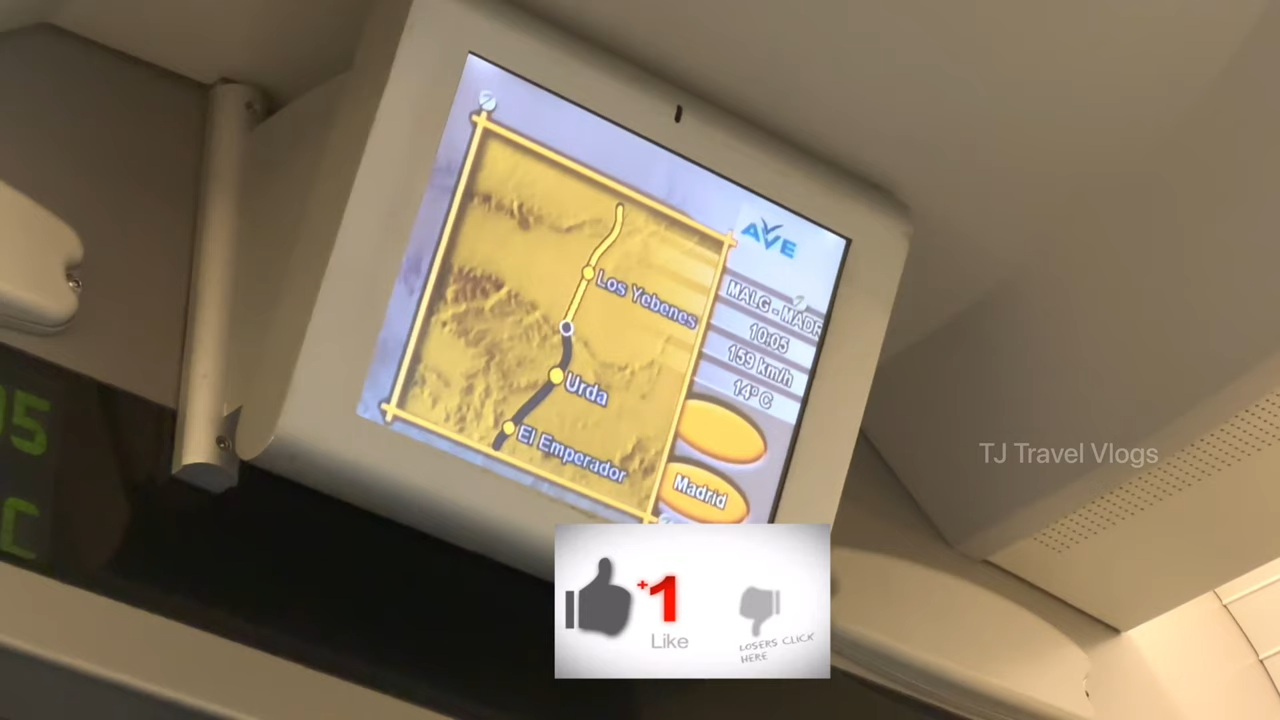 AVE
MALG - MADR
10:05
159 km/h
14º C
Los Yebenes
Urda
El Emperador
Madrid
05
C
TJ Travel Vlogs
+1
Like
LOSERS CLICK
HERE